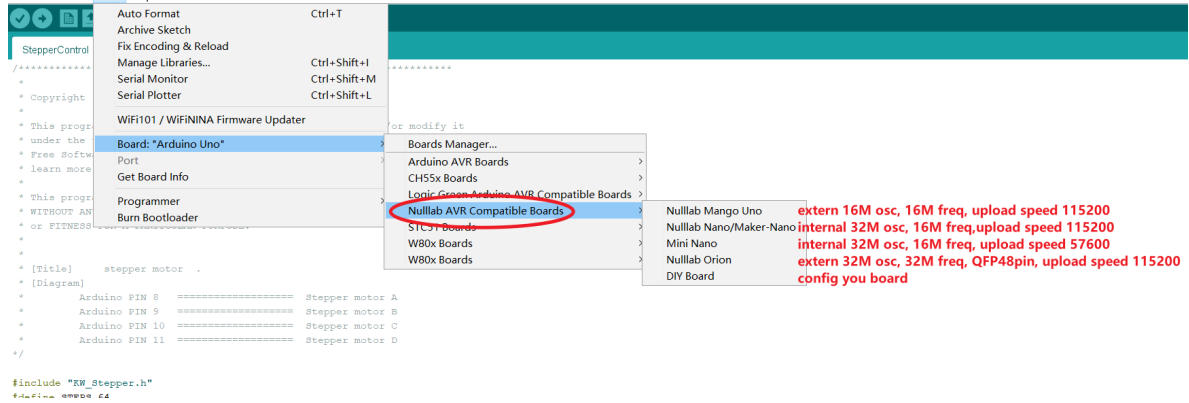 Auto Format Ctrl+T
Archive Sketch
StepperControl Fix Encoding & Reload
Manage Libraries... Ctrl+Shift+I
Serial Monitor Ctrl+Shift+M
Serial Plotter Ctrl+Shift+L
WiFi101 / WiFiNINA Firmware Updater
Board: "Arduino Uno"
Port
Get Board Info
Programmer
Burn Bootloader
Boards Manager...
Arduino AVR Boards
CH55x Boards
Logic Green Arduino AVR Compatible Boards
Nulllab AVR Compatible Boards
STC51 Boards
W80x Boards
W80x Boards
Nulllab Mango Uno extern 16M osc, 16M freq, upload speed 115200
Nulllab Nano/Maker-Nano internal 32M osc, 16M freq,upload speed 115200
Mini Nano internal 32M osc, 16M freq, upload speed 57600
Nulllab Orion extern 32M osc, 32M freq, QFP48pin, upload speed 115200
DIY Board config you board
/************ ************
*
* Copyright
*
* This progr or modify it
* under the
* Free Softw
* learn more
*
* This progr
* WITHOUT AN
* or FITNESS
*
*
* [Title] stepper motor .
* [Diagram]
* Arduino PIN 8 =================== Stepper motor A
* Arduino PIN 9 =================== Stepper motor B
* Arduino PIN 10 =================== Stepper motor C
* Arduino PIN 11 =================== Stepper motor D
*/
#include "KW_Stepper.h"
#define STEPS 64